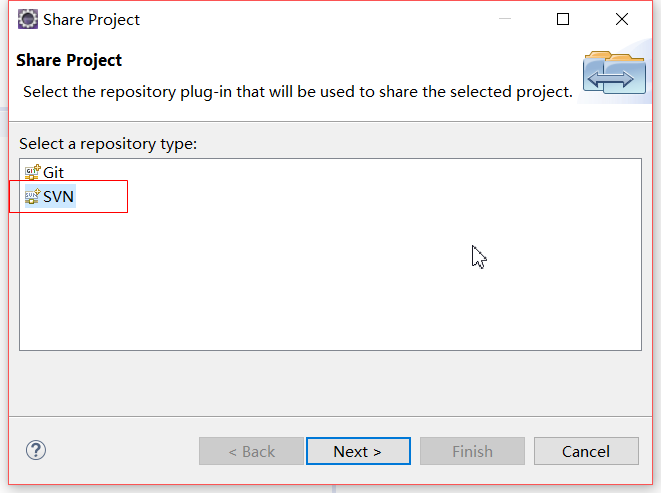 Share Project
Share Project
Select the repository plug-in that will be used to share the selected project.
Select a repository type:
Git
SVN
< Back
Next >
Finish
Cancel